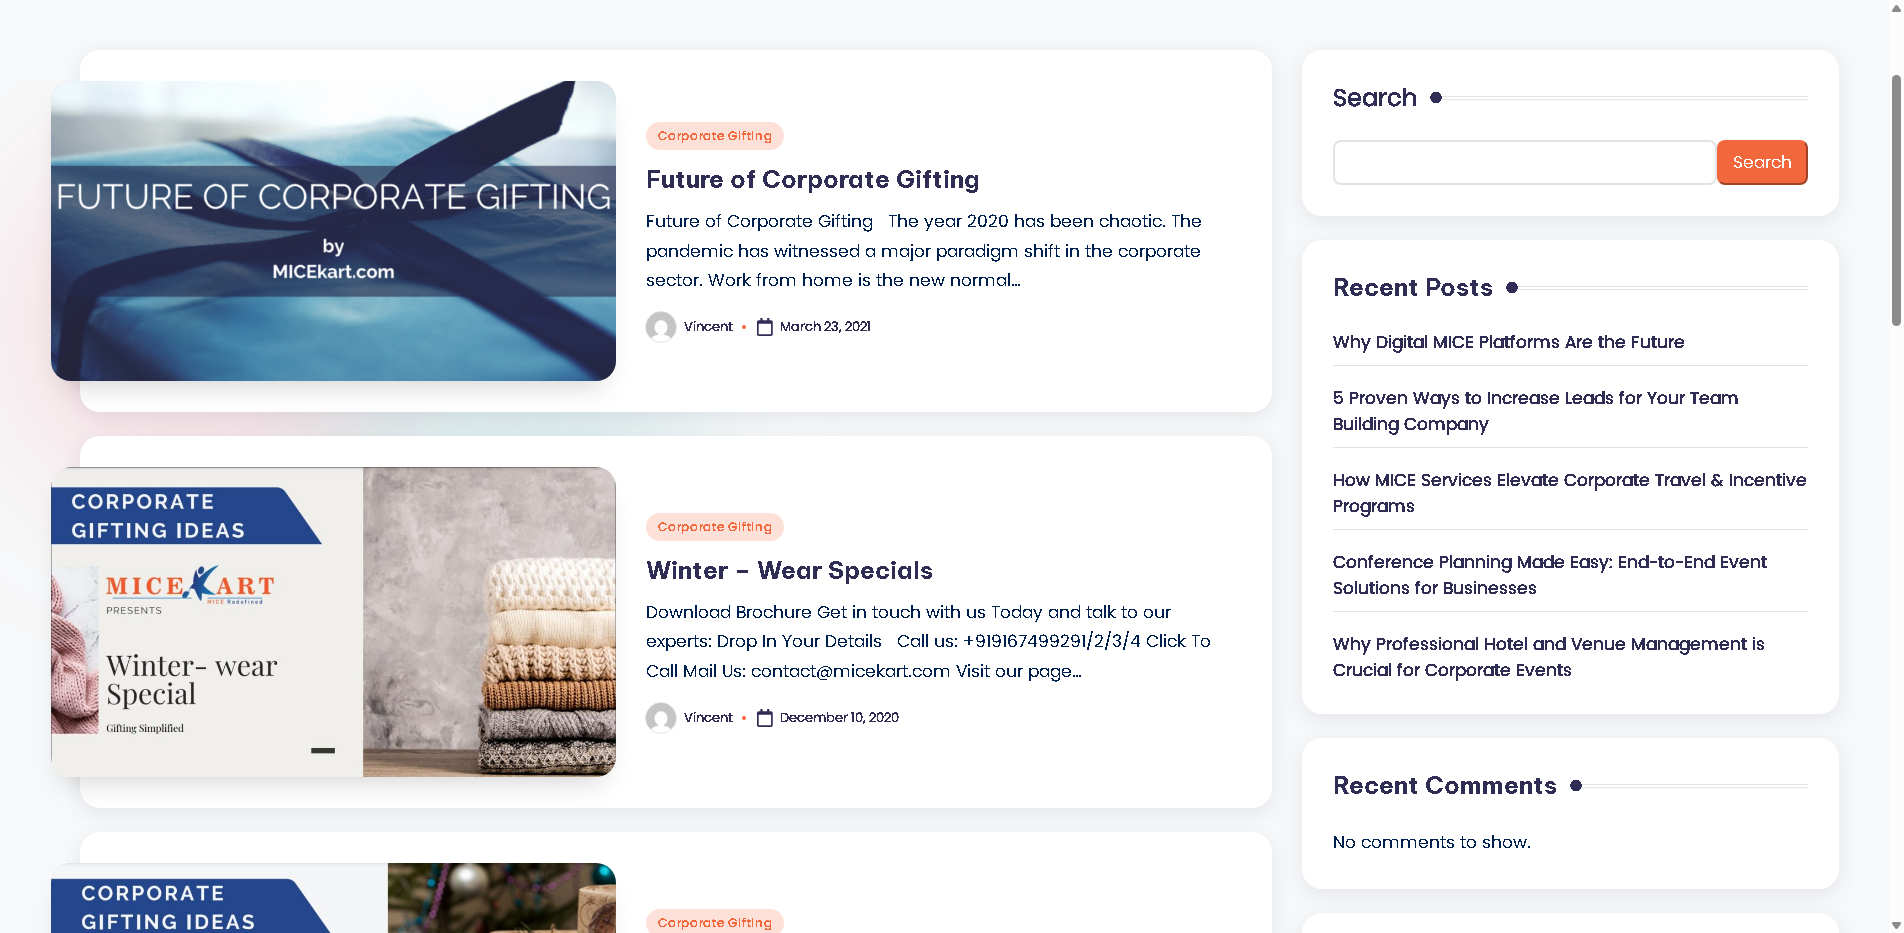 FUTURE OF CORPORATE GIFTING
by
MICEkart.com
Corporate Gifting
Future of Corporate Gifting
Future of Corporate Gifting   The year 2020 has been chaotic. The
pandemic has witnessed a major paradigm shift in the corporate
sector. Work from home is the new normal...
Vincent • March 23, 2021
CORPORATE
GIFTING IDEAS
MICEKART
MICE Redefined
PRESENTS
Winter- wear
Special
Gifting Simplified
Corporate Gifting
Winter – Wear Specials
Download Brochure Get in touch with us Today and talk to our
experts: Drop In Your Details   Call us: +919167499291/2/3/4 Click To
Call Mail Us: contact@micekart.com Visit our page...
Vincent • December 10, 2020
CORPORATE
GIFTING IDEAS
Corporate Gifting
Search
Search
Recent Posts
Why Digital MICE Platforms Are the Future
5 Proven Ways to Increase Leads for Your Team
Building Company
How MICE Services Elevate Corporate Travel & Incentive
Programs
Conference Planning Made Easy: End-to-End Event
Solutions for Businesses
Why Professional Hotel and Venue Management is
Crucial for Corporate Events
Recent Comments
No comments to show.